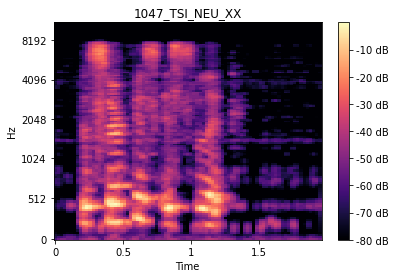 1047_TSI_NEU_XX
8192
4096
2048
1024
512
0
Hz
0
0.5
1
1.5
Time
-10 dB
-20 dB
-30 dB
-40 dB
-50 dB
-60 dB
-70 dB
-80 dB